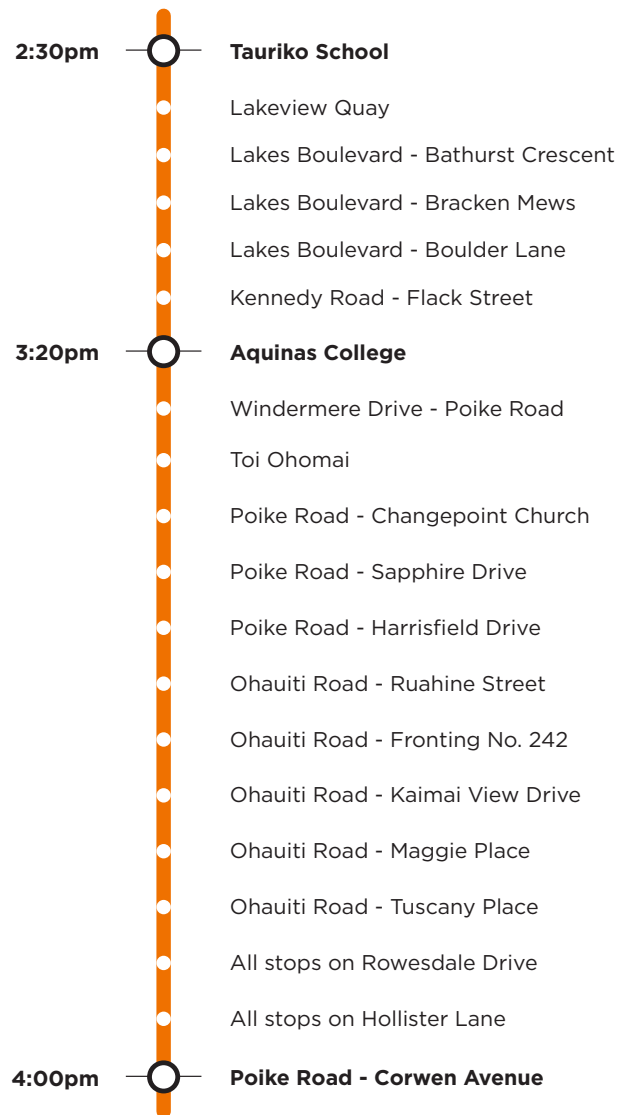 2:30pm Tauriko School
Lakeview Quay
Lakes Boulevard - Bathurst Crescent
Lakes Boulevard - Bracken Mews
Lakes Boulevard - Boulder Lane
Kennedy Road - Flack Street
3:20pm Aquinas College
Windermere Drive - Poike Road
Toi Ohomai
Poike Road - Changepoint Church
Poike Road - Sapphire Drive
Poike Road - Harrisfield Drive
Ohauiti Road - Ruahine Street
Ohauiti Road - Fronting No. 242
Ohauiti Road - Kaimai View Drive
Ohauiti Road - Maggie Place
Ohauiti Road - Tuscany Place
All stops on Rowesdale Drive
All stops on Hollister Lane
4:00pm Poike Road - Corwen Avenue